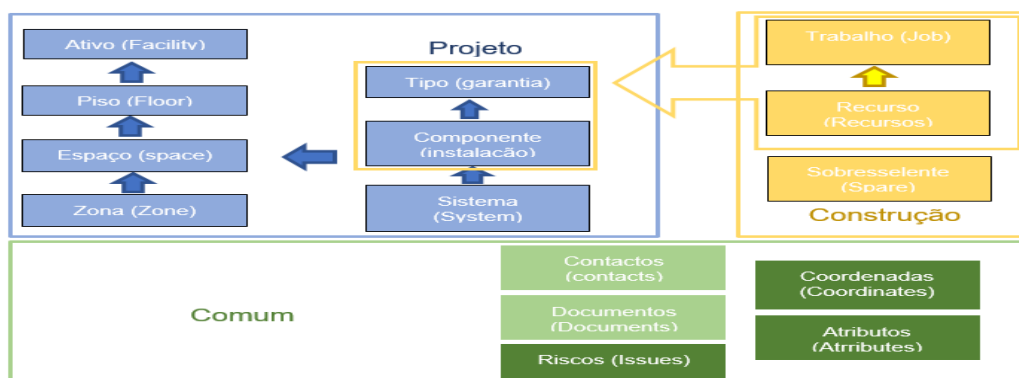 Ativo (Facility)
Piso (Floor)
Espaço (space)
Zona (Zone)
Projeto
Tipo (garantia)
Componente
(instalacão)
Sistema
(System)
Trabalho (Job)
Recurso
(Recursos)
Sobresselente
(Spare)
Construção
Comum
Contactos
(contacts)
Documentos
(Documents)
Riscos (Issues)
Coordenadas
(Coordinates)
Atributos
(Atrributes)